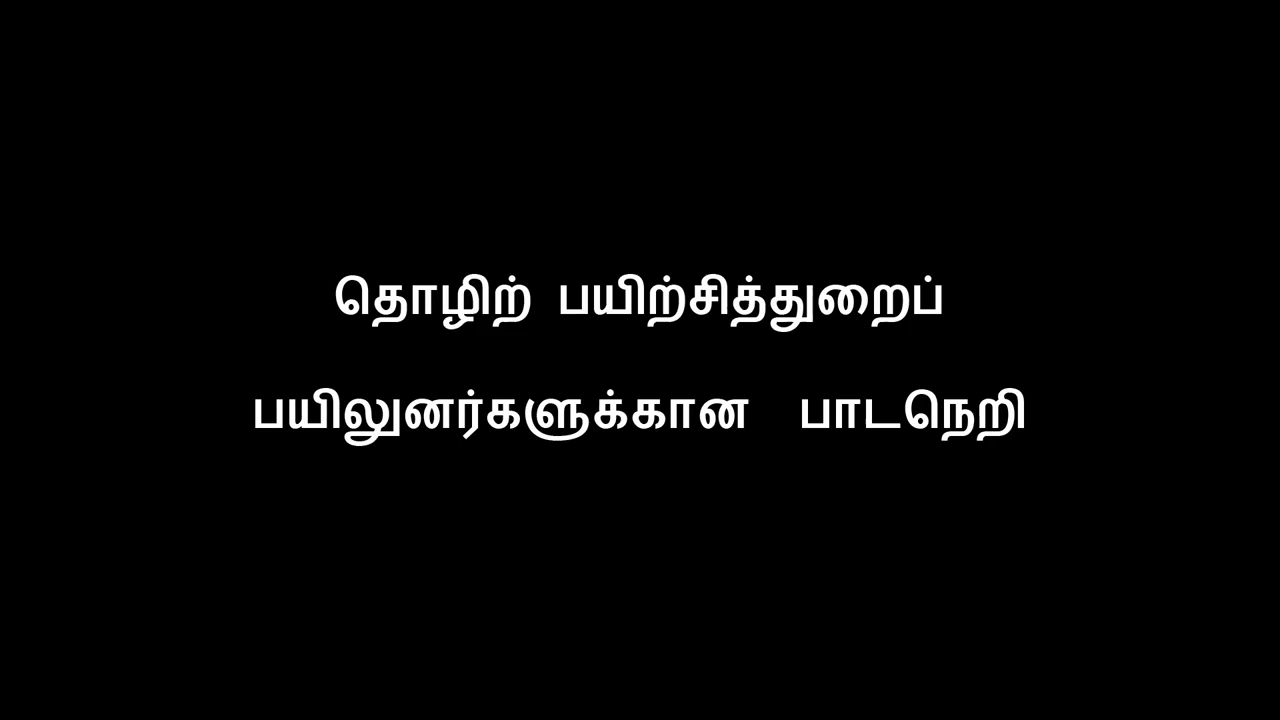 தொழிற் பயிற்சித்துறைப்
பயிலுனர்களுக்கான பாடநெறி